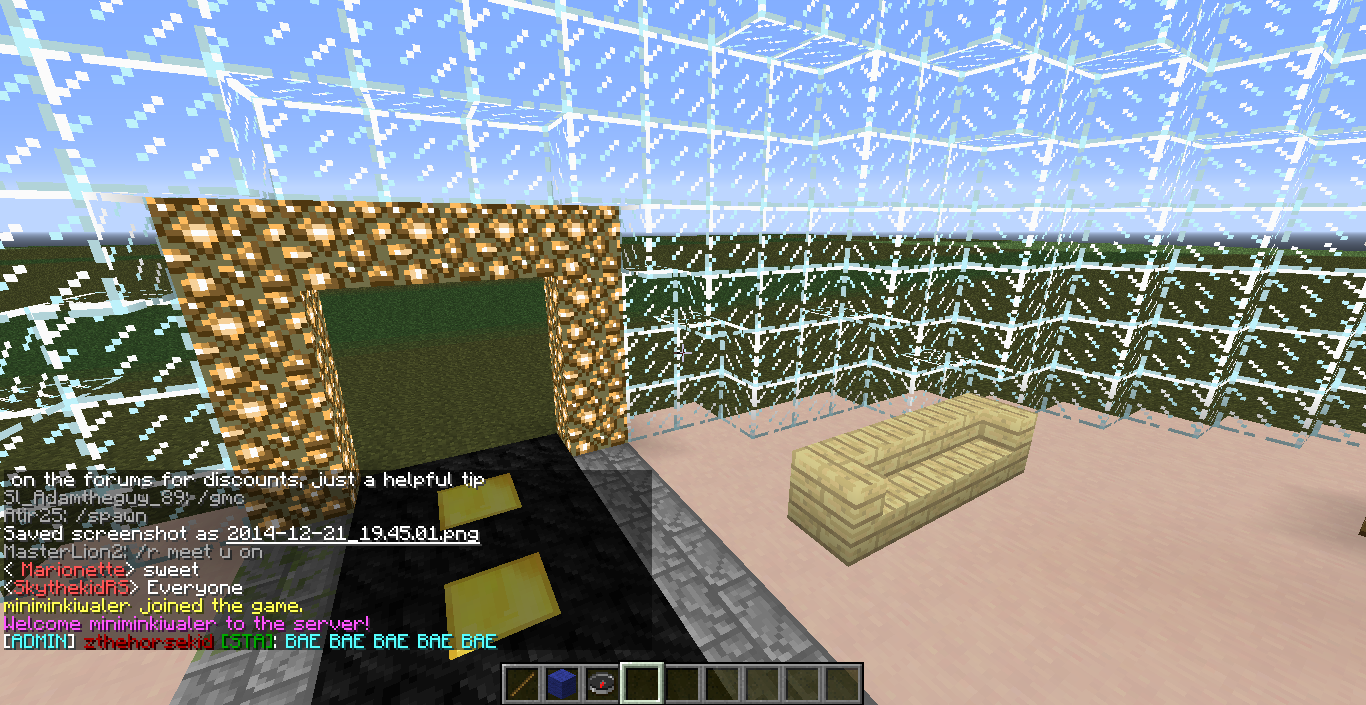 on the forums for discounts, just a helpful tip
Sl_Adamtheguy_89: /gmc
Atjr25: /spawn
Saved screenshot as 2014-12-21_19.45.01.png
MasterLion2: /r meet u on
< Marionette> sweet
<SkythekidRS> Everyone
miniminkiwaler joined the game.
Welcome miniminkiwaler to the server!
[ADMIN] zthehorsekid [STA]: BAE BAE BAE BAE BAE